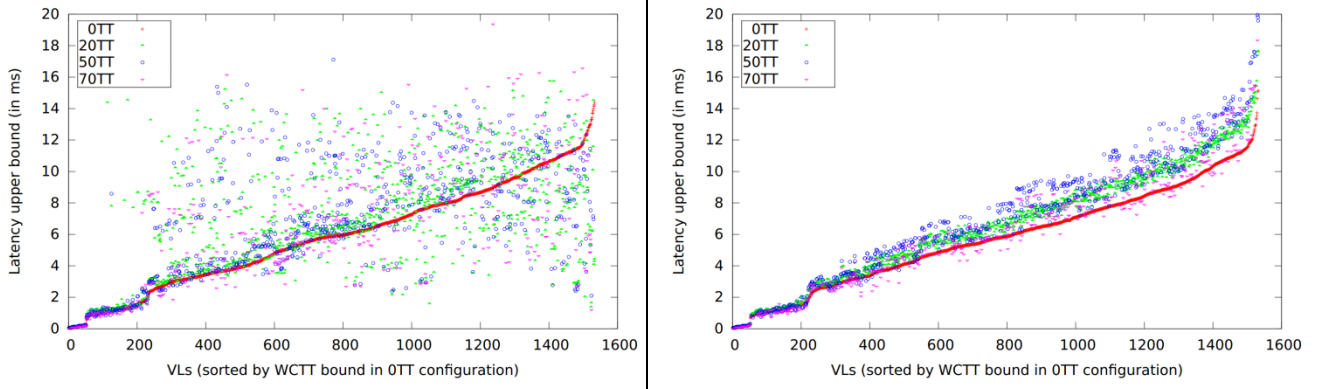 20
18
16
14
12
10
8
6
4
2
0
Latency upper bound (in ms)
0TT
20TT
50TT
70TT
0 200 400 600 800 1000 1200 1400 1600
VLs (sorted by WCTT bound in 0TT configuration)
20
18
16
14
12
10
8
6
4
2
0
Latency upper bound (in ms)
0TT
20TT
50TT
70TT
0 200 400 600 800 1000 1200 1400 1600
VLs (sorted by WCTT bound in 0TT configuration)